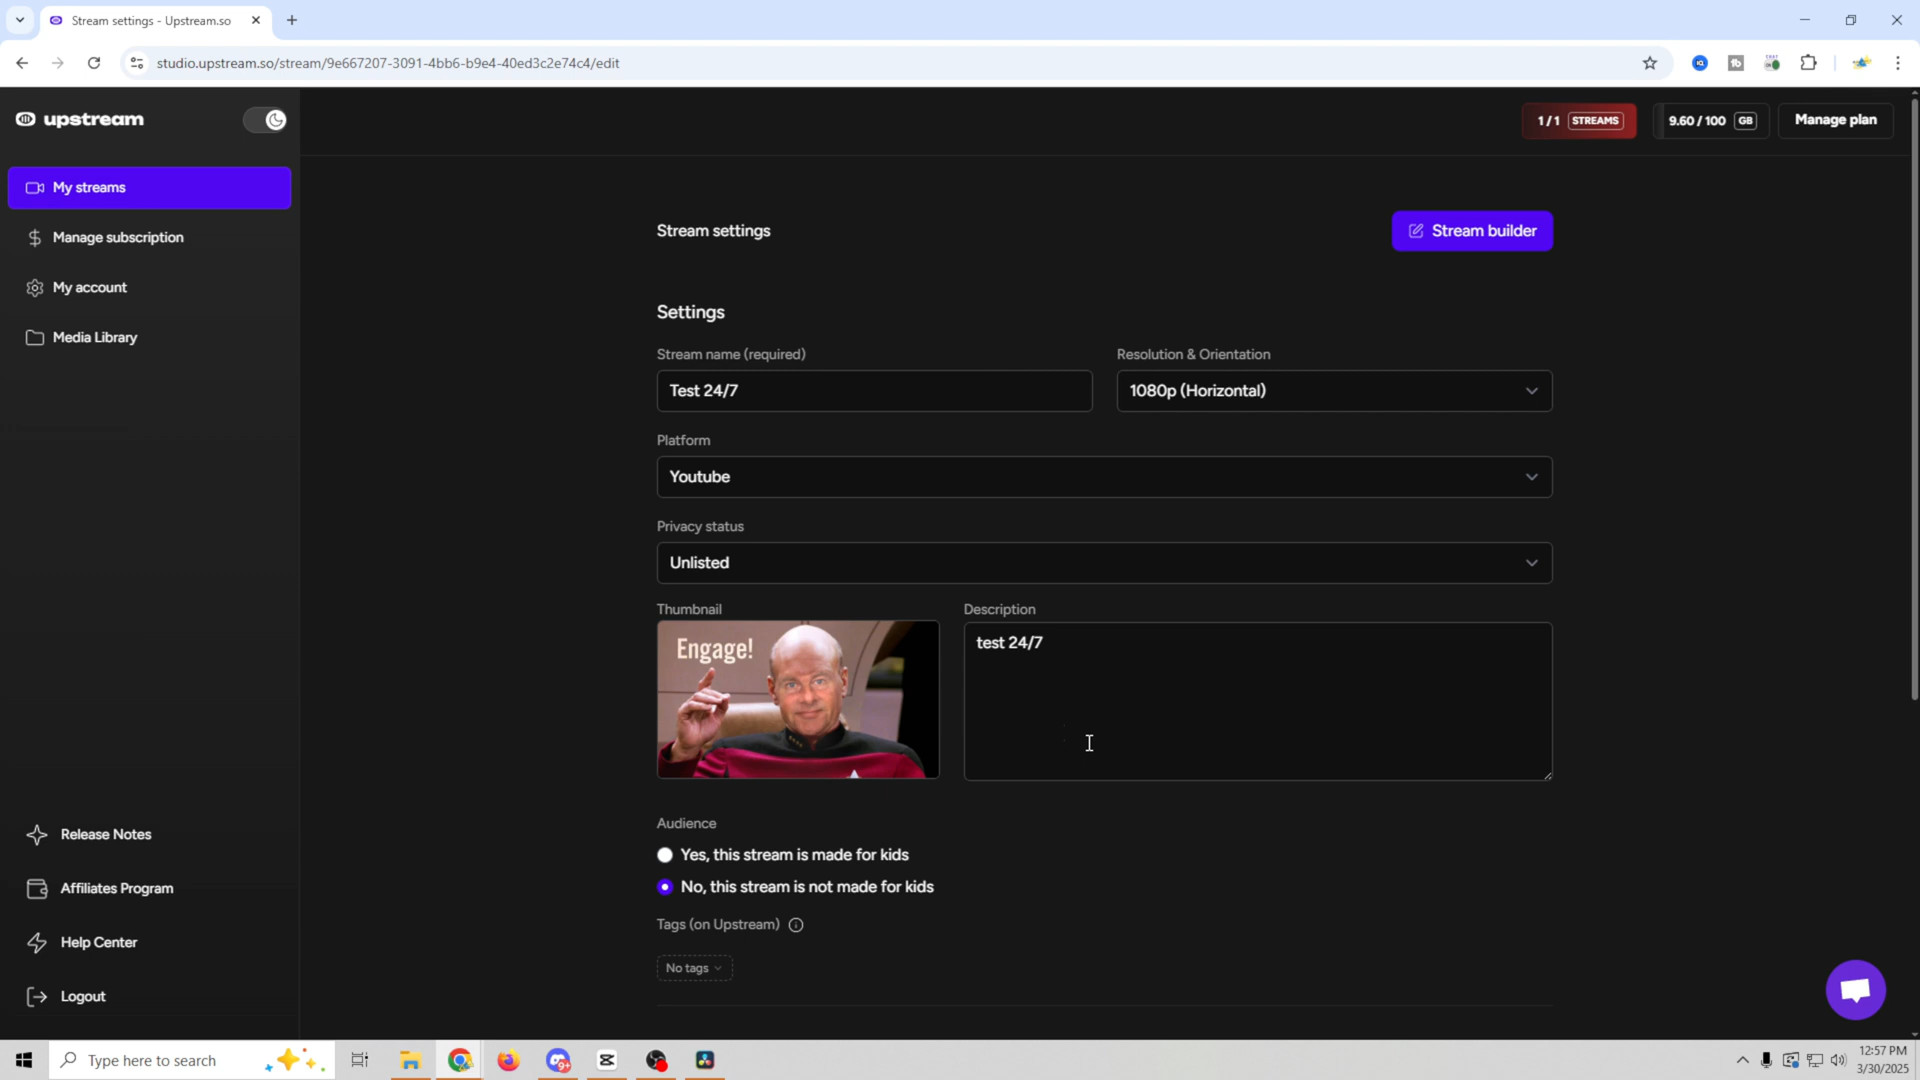 Stream settings - Upstream.so
studio.upstream.so/stream/9e667207-3091-4bb6-b9e4-40ed3c2e74c4/edit
upstream
1 / 1 STREAMS
9.60 / 100 GB
Manage plan
My streams
Manage subscription
My account
Media Library
Stream settings
Stream builder
Settings
Stream name (required)
Resolution & Orientation
Test 24/7
1080p (Horizontal)
Platform
Youtube
Privacy status
Unlisted
Thumbnail
Description
Engage!
test 24/7
Audience
Yes, this stream is made for kids
No, this stream is not made for kids
Tags (on Upstream)
No tags
Release Notes
Affiliates Program
Help Center
Logout
Type here to search
9+
12:57 PM
3/30/2025